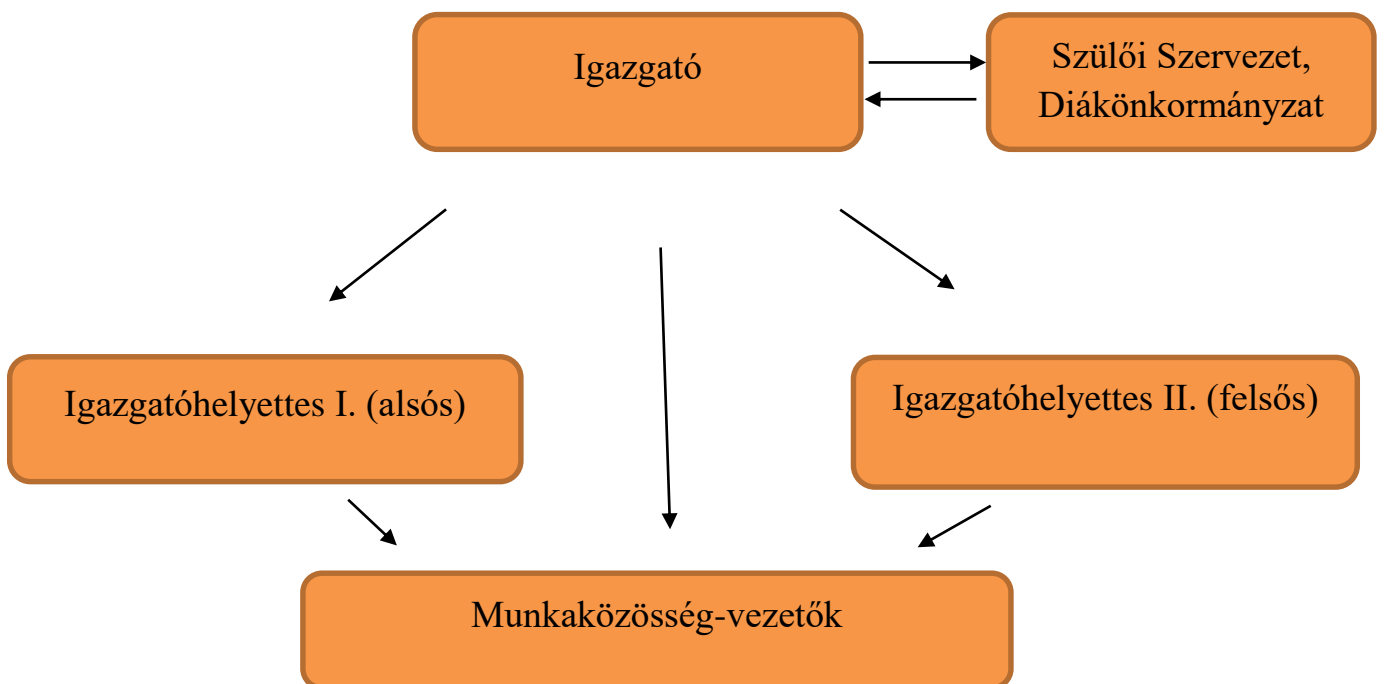 Igazgató
Szülői Szervezet,
Diákönkormányzat
Igazgatóhelyettes I. (alsós)
Igazgatóhelyettes II. (felsős)
Munkaközösség-vezetők